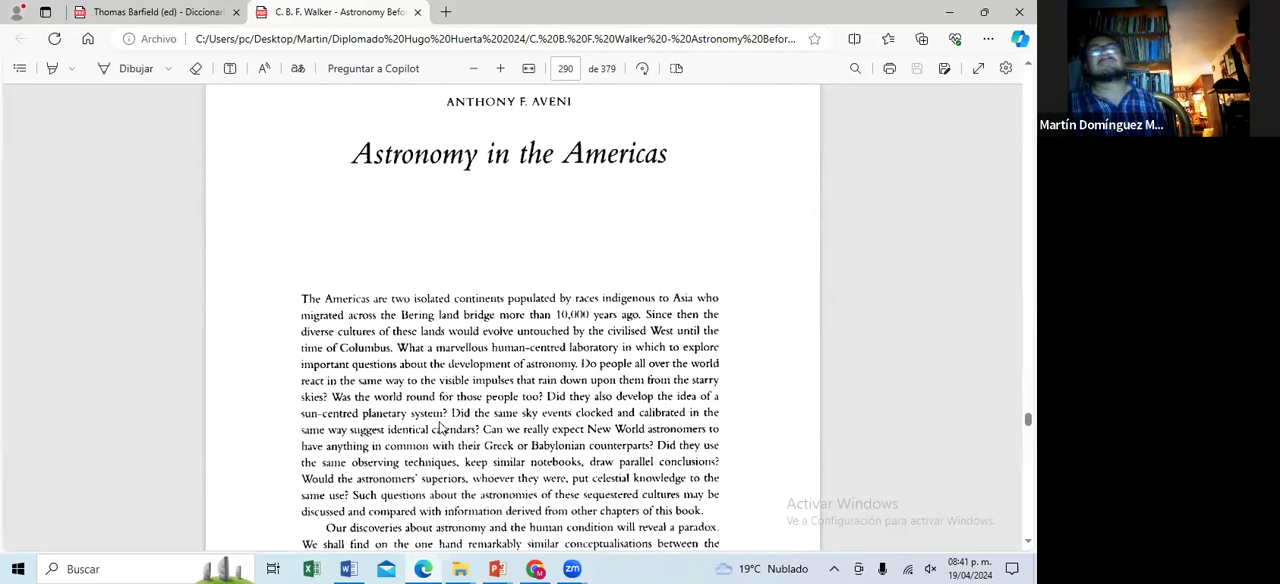 Thomas Barfield (ed) - Diccionar
C. B. F. Walker - Astronomy Befor
Archivo
C:/Users/pc/Desktop/Martin/Diplomado%20Hugo%20Huerta%202024/C.%20B.%20F.%20Walker%20-%20Astronomy%20Befor...
Dibujar
Preguntar a Copilot
290
de 379
ANTHONY F. AVENI
Astronomy in the Americas
The Americas are two isolated continents populated by races indigenous to Asia who
migrated across the Bering land bridge more than 10,000 years ago. Since then the
diverse cultures of these lands would evolve untouched by the civilised West until the
time of Columbus. What a marvellous human-centred laboratory in which to explore
important questions about the development of astronomy. Do people all over the world
react in the same way to the visible impulses that rain down upon them from the starry
skies? Was the world round for those people too? Did they also develop the idea of a
sun-centred planetary system? Did the same sky events clocked and calibrated in the
same way suggest identical calendars? Can we really expect New World astronomers to
have anything in common with their Greek or Babylonian counterparts? Did they use
the same observing techniques, keep similar notebooks, draw parallel conclusions?
Would the astronomers' superiors, whoever they were, put celestial knowledge to the
same use? Such questions about the astronomies of these sequestered cultures may be
discussed and compared with information derived from other chapters of this book.
Our discoveries about astronomy and the human condition will reveal a paradox.
We shall find on the one hand remarkably similar conceptualisations between the
Activar Windows
Ve a Configuración para activar Windows.
Martín Domínguez M...
Buscar
zm
19°C Nublado
08:41 p. m.
19/04/2024